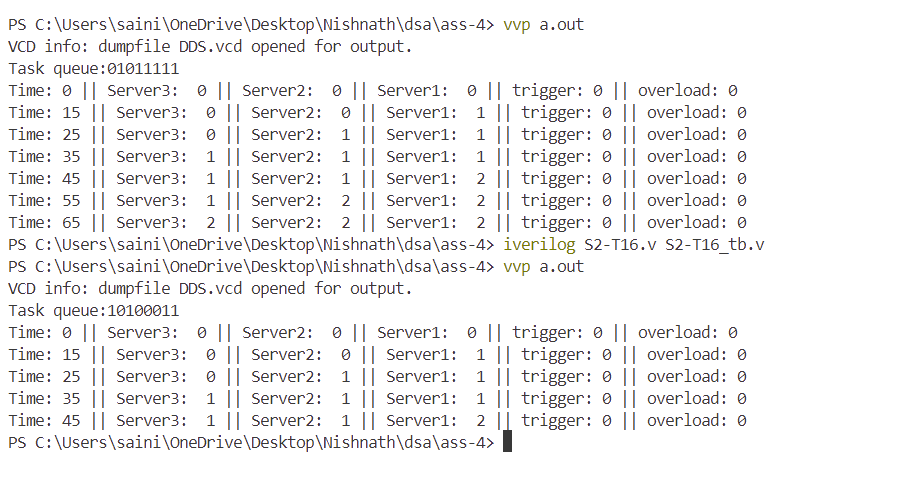 PS C:\Users\saini\OneDrive\Desktop\Nishnath\dsa\ass-4> vvp a.out
VCD info: dumpfile DDS.vcd opened for output.
Task queue:01011111
Time: 0 || Server3:  0 || Server2:  0 || Server1:  0 || trigger: 0 || overload: 0
Time: 15 || Server3:  0 || Server2:  0 || Server1:  1 || trigger: 0 || overload: 0
Time: 25 || Server3:  0 || Server2:  1 || Server1:  1 || trigger: 0 || overload: 0
Time: 35 || Server3:  1 || Server2:  1 || Server1:  1 || trigger: 0 || overload: 0
Time: 45 || Server3:  1 || Server2:  1 || Server1:  2 || trigger: 0 || overload: 0
Time: 55 || Server3:  1 || Server2:  2 || Server1:  2 || trigger: 0 || overload: 0
Time: 65 || Server3:  2 || Server2:  2 || Server1:  2 || trigger: 0 || overload: 0
PS C:\Users\saini\OneDrive\Desktop\Nishnath\dsa\ass-4> iverilog S2-T16.v S2-T16_tb.v
PS C:\Users\saini\OneDrive\Desktop\Nishnath\dsa\ass-4> vvp a.out
VCD info: dumpfile DDS.vcd opened for output.
Task queue:10100011
Time: 0 || Server3:  0 || Server2:  0 || Server1:  0 || trigger: 0 || overload: 0
Time: 15 || Server3:  0 || Server2:  0 || Server1:  1 || trigger: 0 || overload: 0
Time: 25 || Server3:  0 || Server2:  1 || Server1:  1 || trigger: 0 || overload: 0
Time: 35 || Server3:  1 || Server2:  1 || Server1:  1 || trigger: 0 || overload: 0
Time: 45 || Server3:  1 || Server2:  1 || Server1:  2 || trigger: 0 || overload: 0
PS C:\Users\saini\OneDrive\Desktop\Nishnath\dsa\ass-4>